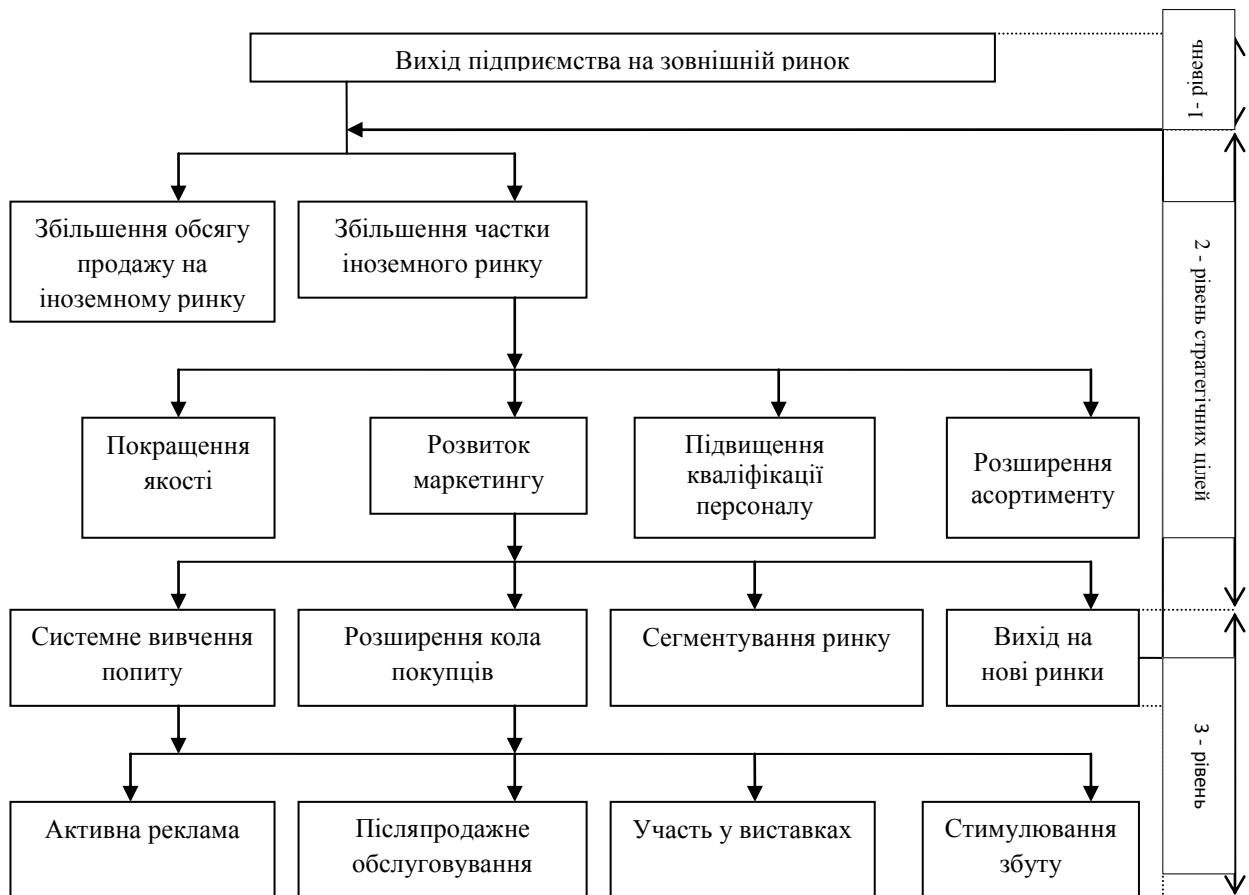 Вихід підприємства на зовнішній ринок
1 - рівень
Збільшення обсягу
продажу на
іноземному ринку
Збільшення частки
іноземного ринку
2 - рівень стратегічних цілей
Покращення
якості
Розвиток
маркетингу
Підвищення
кваліфікації
персоналу
Розширення
асортименту
Системне вивчення
попиту
Розширення кола
покупців
Сегментування ринку
Вихід на
нові ринки
3 - рівень
Активна реклама
Післяпродажне
обслуговування
Участь у виставках
Стимулювання
збуту